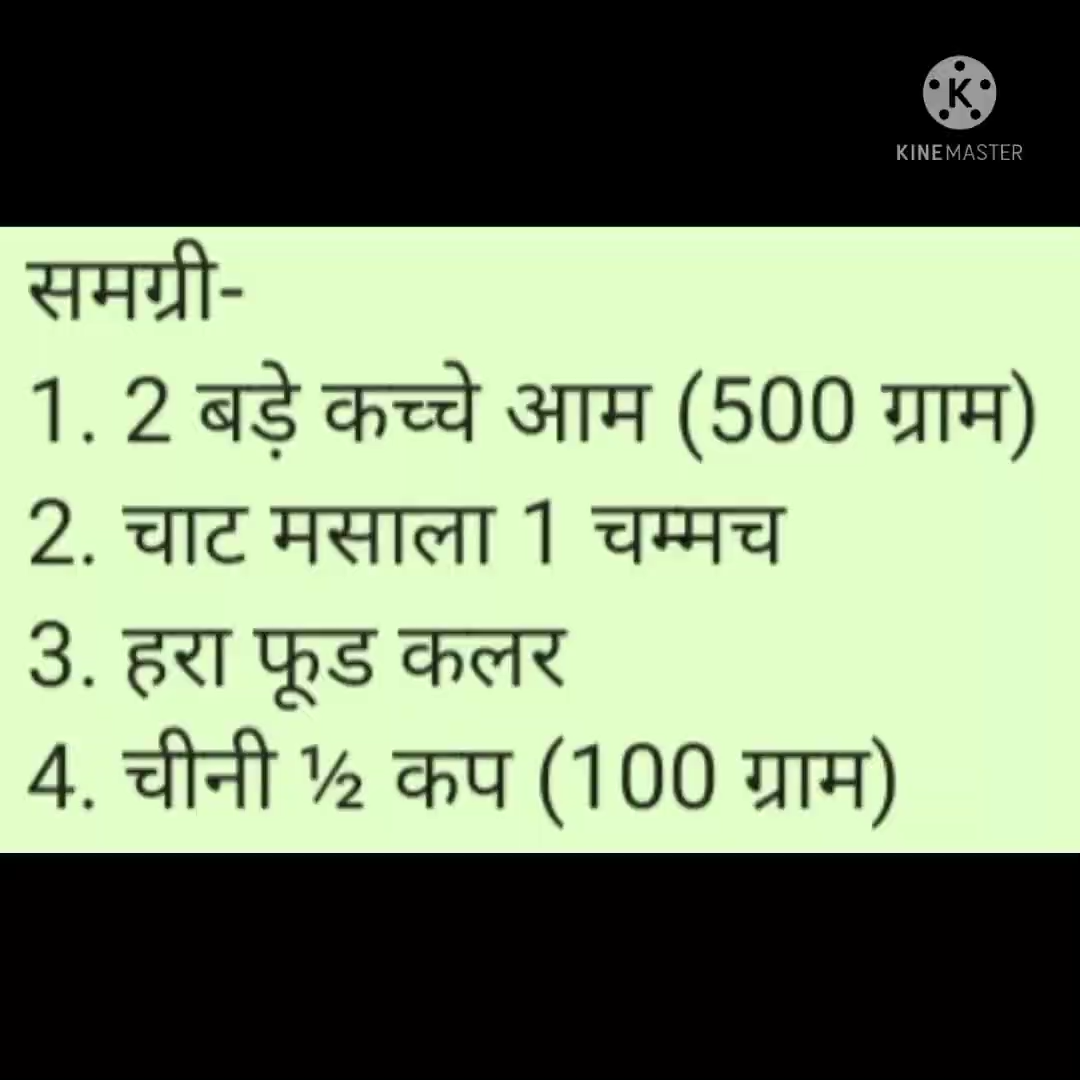 KINEMASTER
समग्री-
1. 2 बड़े कच्चे आम (500 ग्राम)
2. चाट मसाला 1 चम्मच
3. हरा फूड कलर
4. चीनी ½ कप (100 ग्राम)